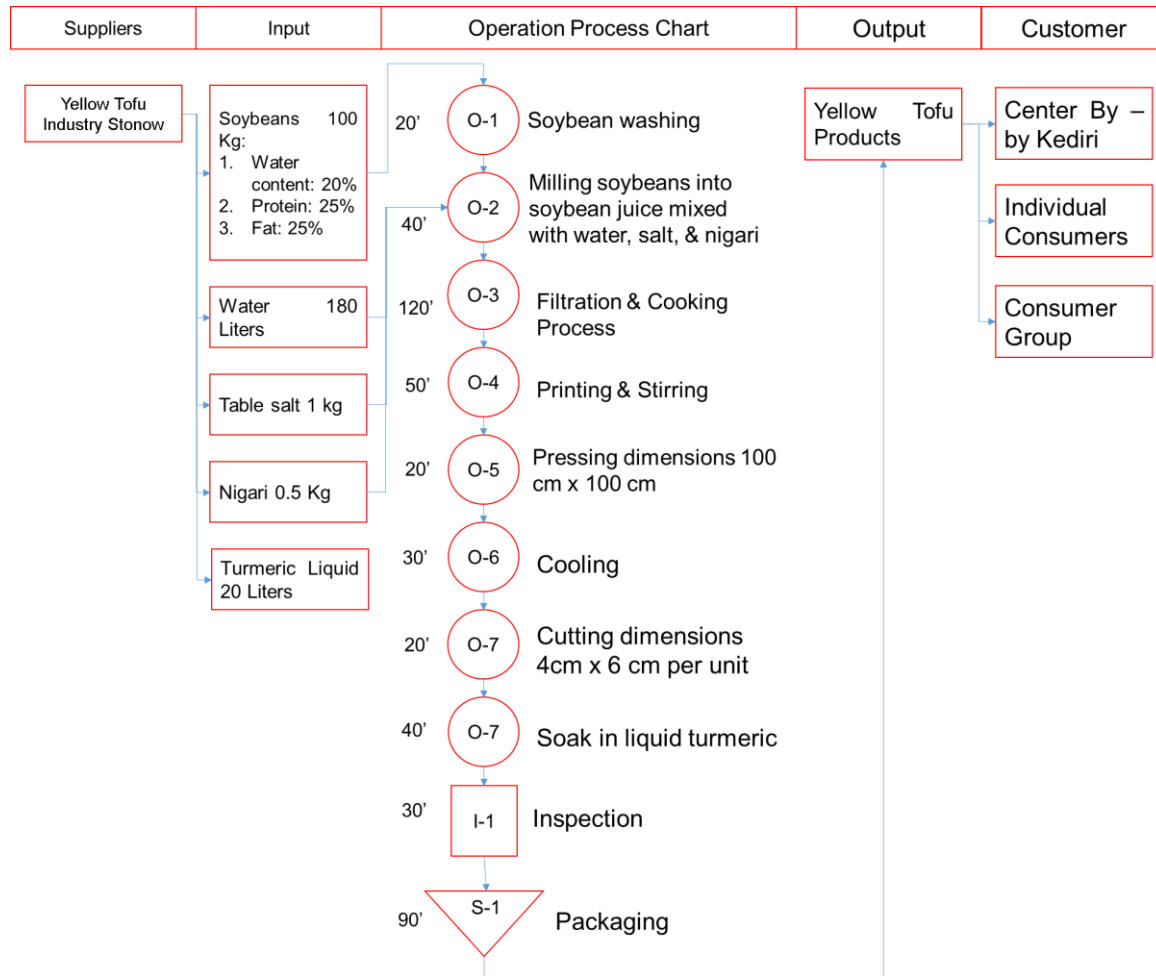 Suppliers
Input
Operation Process Chart
Output
Customer
Yellow Tofu
Industry Stonow
Soybeans 100
Kg:
1. Water
content: 20%
2. Protein: 25%
3. Fat: 25%
Water 180
Liters
Table salt 1 kg
Nigari 0.5 Kg
Turmeric Liquid
20 Liters
20’
O-1
Soybean washing
40’
O-2
Milling soybeans into
soybean juice mixed
with water, salt, & nigari
120’
O-3
Filtration & Cooking
Process
50’
O-4
Printing & Stirring
20’
O-5
Pressing dimensions 100
cm x 100 cm
30’
O-6
Cooling
20’
O-7
Cutting dimensions
4cm x 6 cm per unit
40’
O-7
Soak in liquid turmeric
30’
I-1
Inspection
90’
S-1
Packaging
Yellow Tofu
Products
Center By –
by Kediri
Individual
Consumers
Consumer
Group